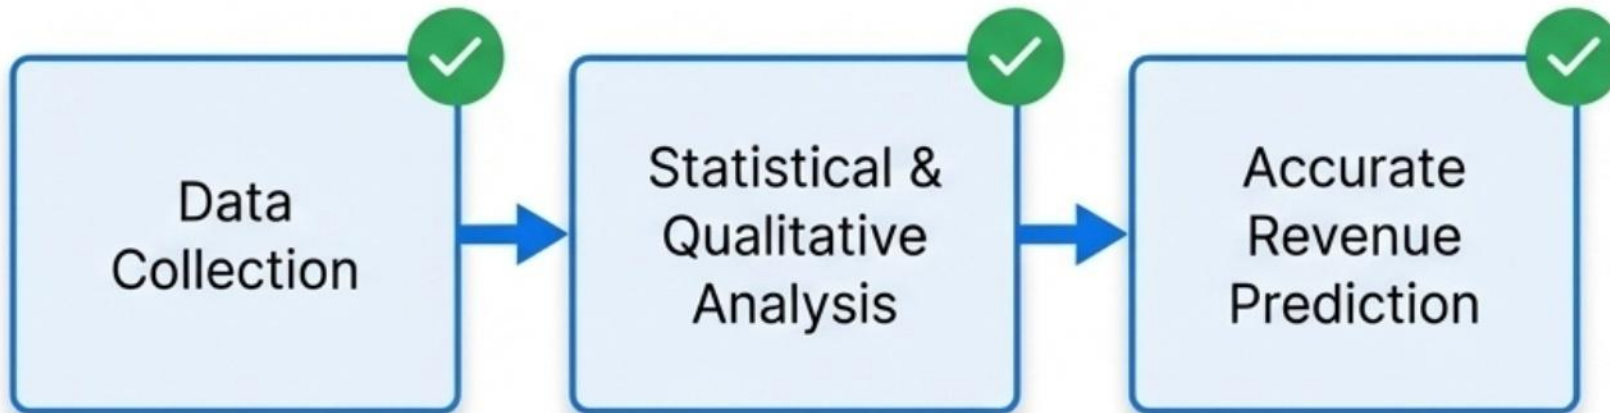 Data
Collection
Statistical &
Qualitative
Analysis
Accurate
Revenue
Prediction